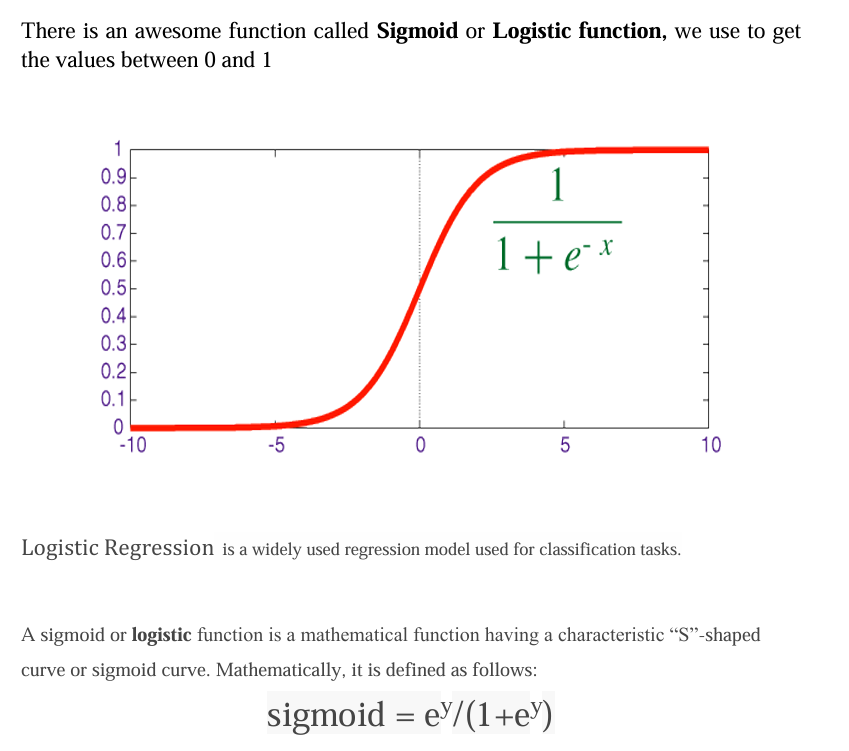 There is an awesome function called Sigmoid or Logistic function, we use to get
the values between 0 and 1
1
0.9
0.8
0.7
0.6
0.5
0.4
0.3
0.2
0.1
0
-10
-5
0
5
10
1
1 + e⁻ ˣ
Logistic Regression is a widely used regression model used for classification tasks.
A sigmoid or logistic function is a mathematical function having a characteristic “S”-shaped
curve or sigmoid curve. Mathematically, it is defined as follows:
sigmoid = eʸ/(1+eʸ)